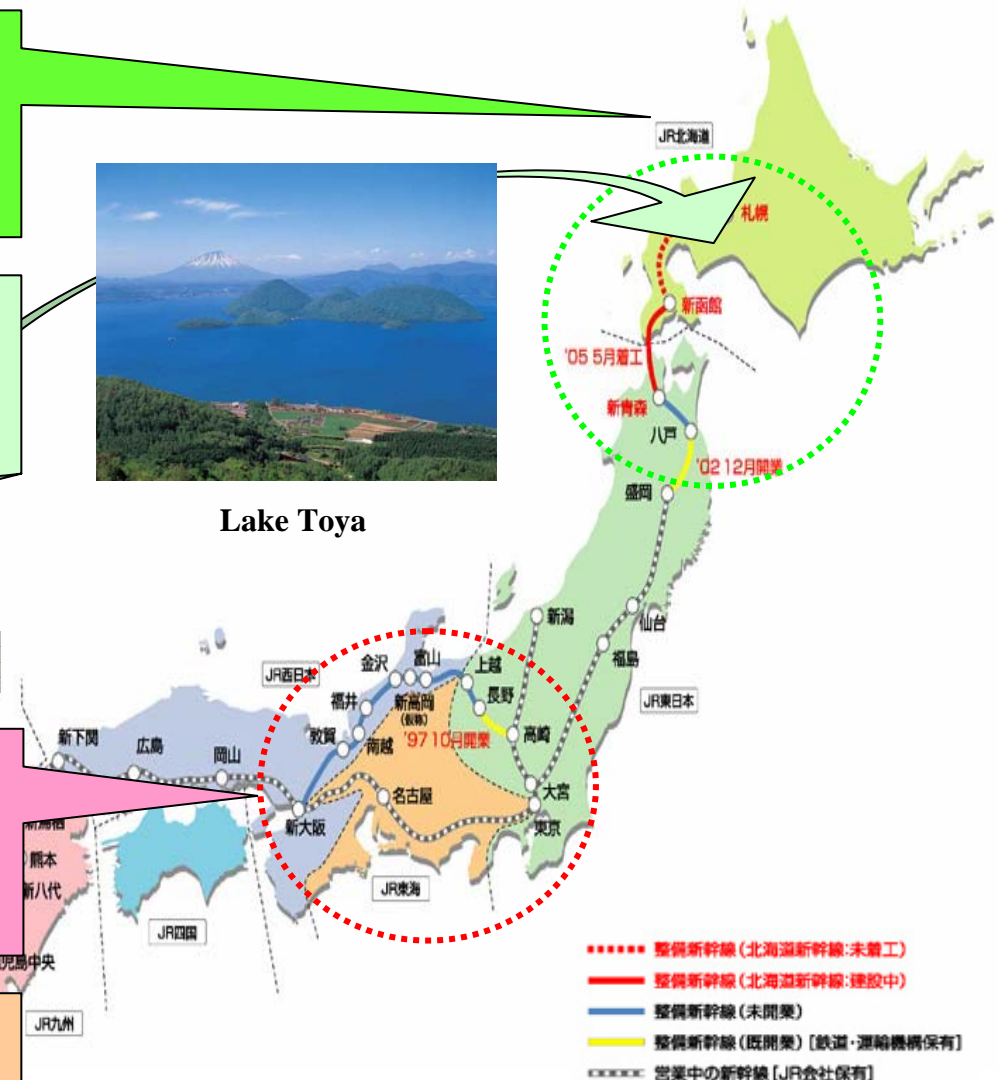 JR北海道
札幌
新函館
'05 5月着工
新青森
八戸
'02 12月開業
盛岡
Lake Toya
新潟
仙台
福島
JR西日本
金沢
富山
上越
長野
新高岡
(仮称)
福井
敦賀
南越
'97 10月開業
高崎
JR東日本
新下関
広島
岡山
新大阪
名古屋
大宮
東京
新鳥栖
熊本
新八代
JR東海
JR四国
児島中央
JR九州
整備新幹線(北海道新幹線:未着工)
整備新幹線(北海道新幹線:建設中)
整備新幹線(未開業)
整備新幹線(既開業)[鉄道・運輸機構保有]
営業中の新幹線[JR会社保有]